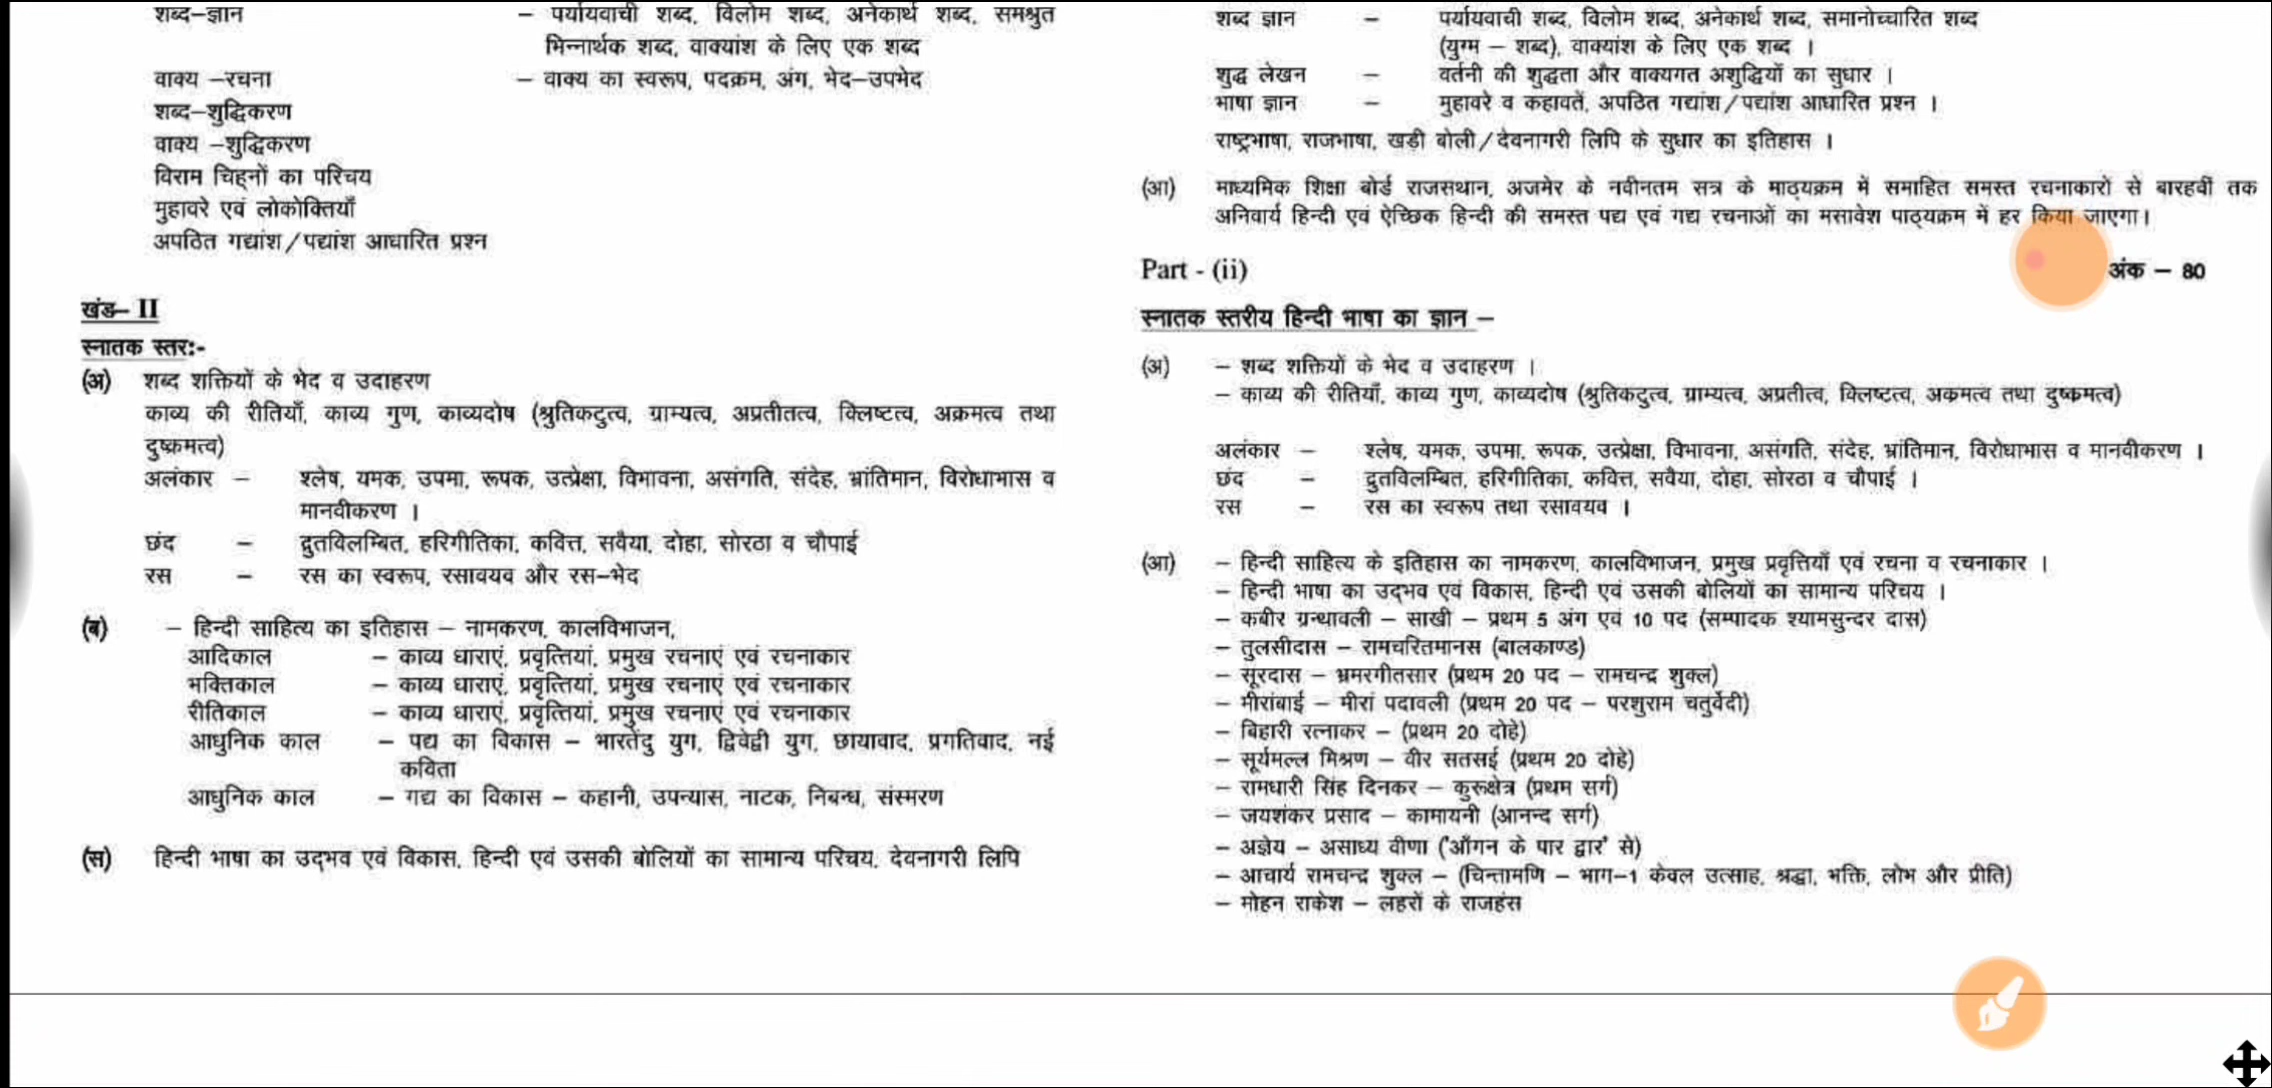 शब्द–ज्ञान – पर्यायवाची शब्द, विलोम शब्द, अनेकार्थ शब्द, समश्रुत
भिन्नार्थक शब्द, वाक्यांश के लिए एक शब्द
वाक्य –रचना – वाक्य का स्वरूप, पदक्रम, अंग, भेद–उपभेद
शब्द–शुद्धिकरण
वाक्य –शुद्धिकरण
विराम चिह्नों का परिचय
मुहावरे एवं लोकोक्तियाँ
अपठित गद्यांश/पद्यांश आधारित प्रश्न
खंड– II
स्नातक स्तरः-
(अ) शब्द शक्तियों के भेद व उदाहरण
काव्य की रीतियाँ, काव्य गुण, काव्यदोष (श्रुतिकटुत्व, ग्राम्यत्व, अप्रतीतत्व, क्लिष्टत्व, अक्रमत्व तथा
दुष्क्रमत्व)
अलंकार – श्लेष, यमक, उपमा, रूपक, उत्प्रेक्षा, विभावना, असंगति, संदेह, भ्रांतिमान, विरोधाभास व
मानवीकरण ।
छंद – द्रुतविलम्बित, हरिगीतिका, कवित्त, सवैया, दोहा, सोरठा व चौपाई
रस – रस का स्वरूप, रसावयव और रस–भेद
(ब) – हिन्दी साहित्य का इतिहास – नामकरण, कालविभाजन,
आदिकाल – काव्य धाराएं, प्रवृत्तियां, प्रमुख रचनाएं एवं रचनाकार
भक्तिकाल – काव्य धाराएं, प्रवृत्तियां, प्रमुख रचनाएं एवं रचनाकार
रीतिकाल – काव्य धाराएं, प्रवृत्तियां, प्रमुख रचनाएं एवं रचनाकार
आधुनिक काल – पद्य का विकास – भारतेंदु युग, द्विवेद्वी युग, छायावाद, प्रगतिवाद, नई
कविता
आधुनिक काल – गद्य का विकास – कहानी, उपन्यास, नाटक, निबन्ध, संस्मरण
(स) हिन्दी भाषा का उद्भव एवं विकास, हिन्दी एवं उसकी बोलियों का सामान्य परिचय, देवनागरी लिपि
शब्द ज्ञान – पर्यायवाची शब्द, विलोम शब्द, अनेकार्थ शब्द, समानोच्चारित शब्द
(युग्म – शब्द), वाक्यांश के लिए एक शब्द ।
शुद्ध लेखन – वर्तनी की शुद्धता और वाक्यगत अशुद्धियों का सुधार ।
भाषा ज्ञान – मुहावरे व कहावतें, अपठित गद्यांश/पद्यांश आधारित प्रश्न ।
राष्ट्रभाषा, राजभाषा, खड़ी बोली/देवनागरी लिपि के सुधार का इतिहास ।
(आ) माध्यमिक शिक्षा बोर्ड राजसथान, अजमेर के नवीनतम सत्र के माठ्यक्रम में समाहित समस्त रचनाकारों से बारहवीं तक
अनिवार्य हिन्दी एवं ऐच्छिक हिन्दी की समस्त पद्य एवं गद्य रचनाओं का मसावेश पाठ्यक्रम में हर किया जाएगा।
Part - (ii) अंक – 80
स्नातक स्तरीय हिन्दी भाषा का ज्ञान –
(अ) – शब्द शक्तियों के भेद व उदाहरण ।
– काव्य की रीतियाँ, काव्य गुण, काव्यदोष (श्रुतिकटुत्व, ग्राम्यत्व, अप्रतीत्व, क्लिष्टत्व, अकमत्व तथा दुष्कमत्व)
अलंकार – श्लेष, यमक, उपमा, रूपक, उत्प्रेक्षा, विभावना, असंगति, संदेह, भ्रांतिमान, विरोधाभास व मानवीकरण ।
छंद – द्रुतविलम्बित, हरिगीतिका, कवित्त, सवैया, दोहा, सोरठा व चौपाई ।
रस – रस का स्वरूप तथा रसावयव ।
(आ) – हिन्दी साहित्य के इतिहास का नामकरण, कालविभाजन, प्रमुख प्रवृत्तियाँ एवं रचना व रचनाकार ।
– हिन्दी भाषा का उद्भव एवं विकास, हिन्दी एवं उसकी बोलियों का सामान्य परिचय ।
– कबीर ग्रन्थावली – साखी – प्रथम 5 अंग एवं 10 पद (सम्पादक श्यामसुन्दर दास)
– तुलसीदास – रामचरितमानस (बालकाण्ड)
– सूरदास – भ्रमरगीतसार (प्रथम 20 पद – रामचन्द्र शुक्ल)
– मीरांबाई – मीरां पदावली (प्रथम 20 पद – परशुराम चतुर्वेदी)
– बिहारी रत्नाकर – (प्रथम 20 दोहे)
– सूर्यमल्ल मिश्रण – वीर सतसई (प्रथम 20 दोहे)
– रामधारी सिंह दिनकर – कुरूक्षेत्र (प्रथम सर्ग)
– जयशंकर प्रसाद – कामायनी (आनन्द सर्ग)
– अज्ञेय – असाध्य वीणा ('आँगन के पार द्वार' से)
– आचार्य रामचन्द्र शुक्ल – (चिन्तामणि – भाग–1 केवल उत्साह, श्रद्धा, भक्ति, लोभ और प्रीति)
– मोहन राकेश – लहरों के राजहंस